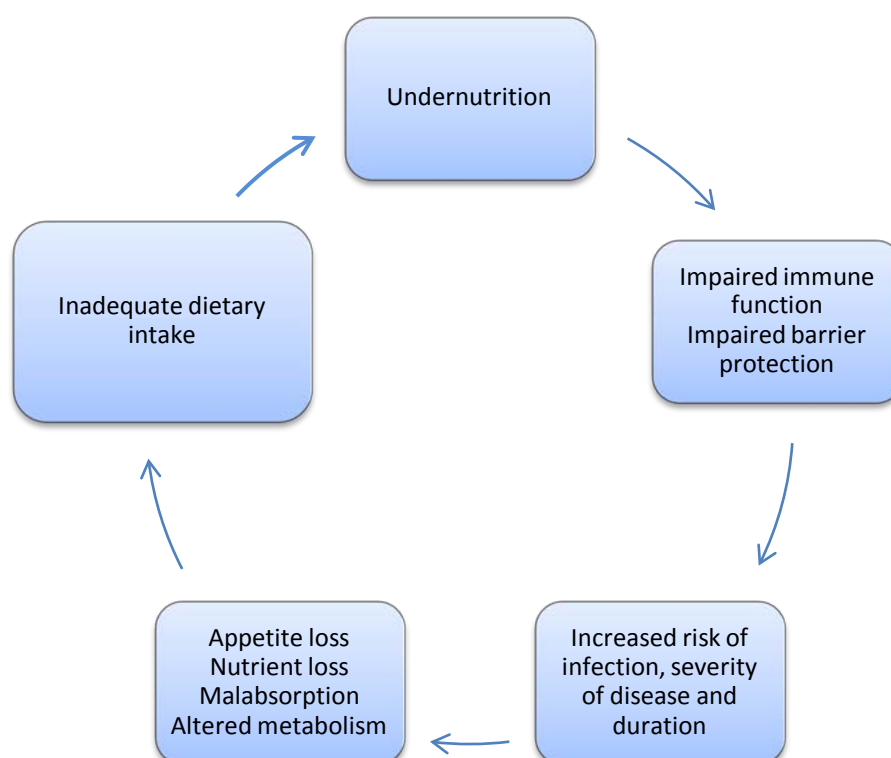 Undernutrition
Impaired immune
function
Impaired barrier
protection
Increased risk of
infection, severity
of disease and
duration
Appetite loss
Nutrient loss
Malabsorption
Altered metabolism
Inadequate dietary
intake